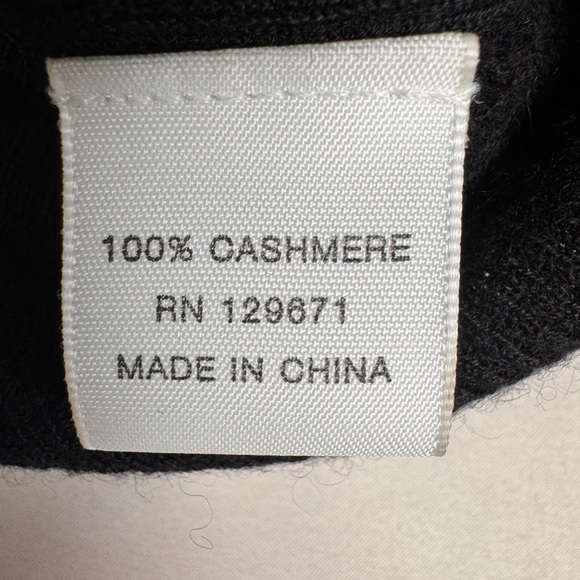 100% CASHMERE
RN 129671
MADE IN CHINA